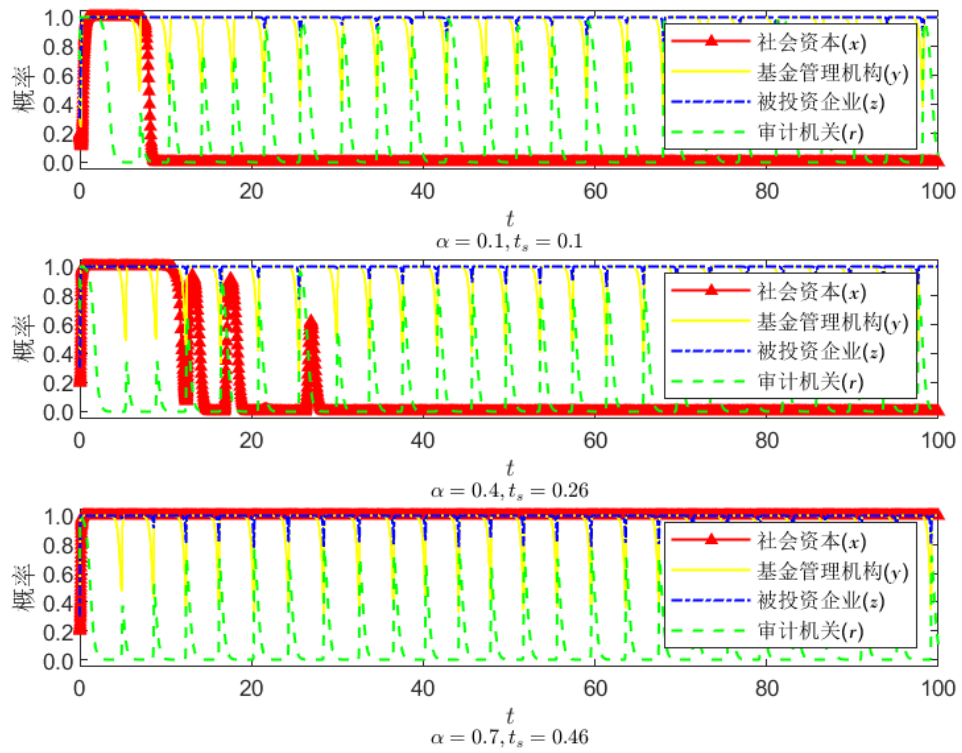 1.0
0.8
0.6
0.4
0.2
0.0
概率
0 20 40 60 80 100
t
α = 0.1, t_s = 0.1
社会资本(x)
基金管理机构(y)
被投资企业(z)
审计机关(r)
1.0
0.8
0.6
0.4
0.2
0.0
概率
0 20 40 60 80 100
t
α = 0.4, t_s = 0.26
社会资本(x)
基金管理机构(y)
被投资企业(z)
审计机关(r)
1.0
0.8
0.6
0.4
0.2
0.0
概率
0 20 40 60 80 100
t
α = 0.7, t_s = 0.46
社会资本(x)
基金管理机构(y)
被投资企业(z)
审计机关(r)